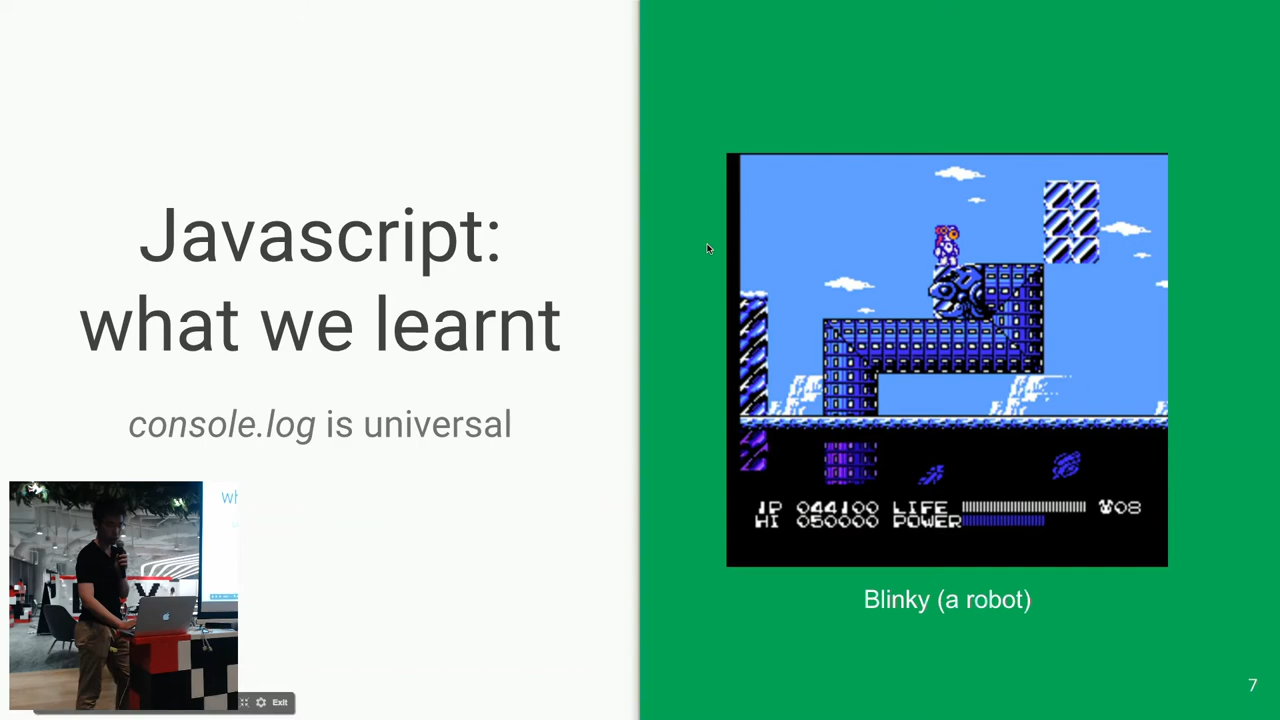 Javascript:
what we learnt
console.log is universal
1P 044100 LIFE 08
HI 050000 POWER
Blinky (a robot)
wh
Exit
7